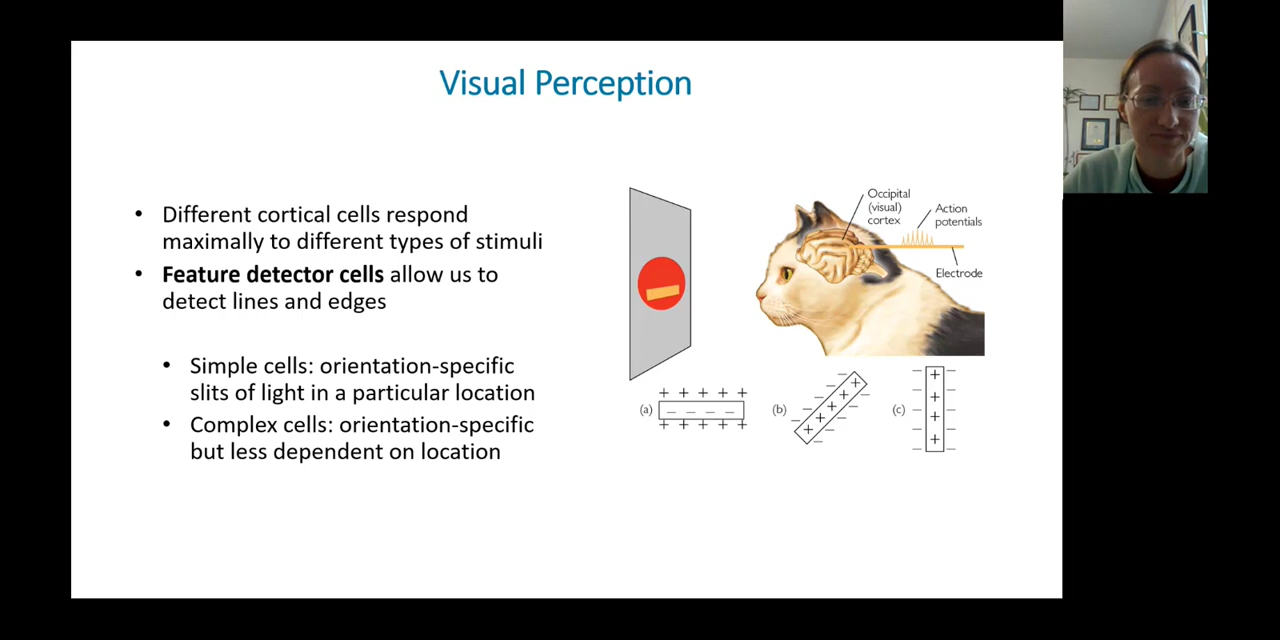 Visual Perception
• Different cortical cells respond
maximally to different types of stimuli
• Feature detector cells allow us to
detect lines and edges
• Simple cells: orientation-specific
slits of light in a particular location
• Complex cells: orientation-specific
but less dependent on location
Occipital
(visual)
cortex
Action
potentials
Electrode
+ + + + +
(a) – – – – –
+ + + + +
(b)
(c)